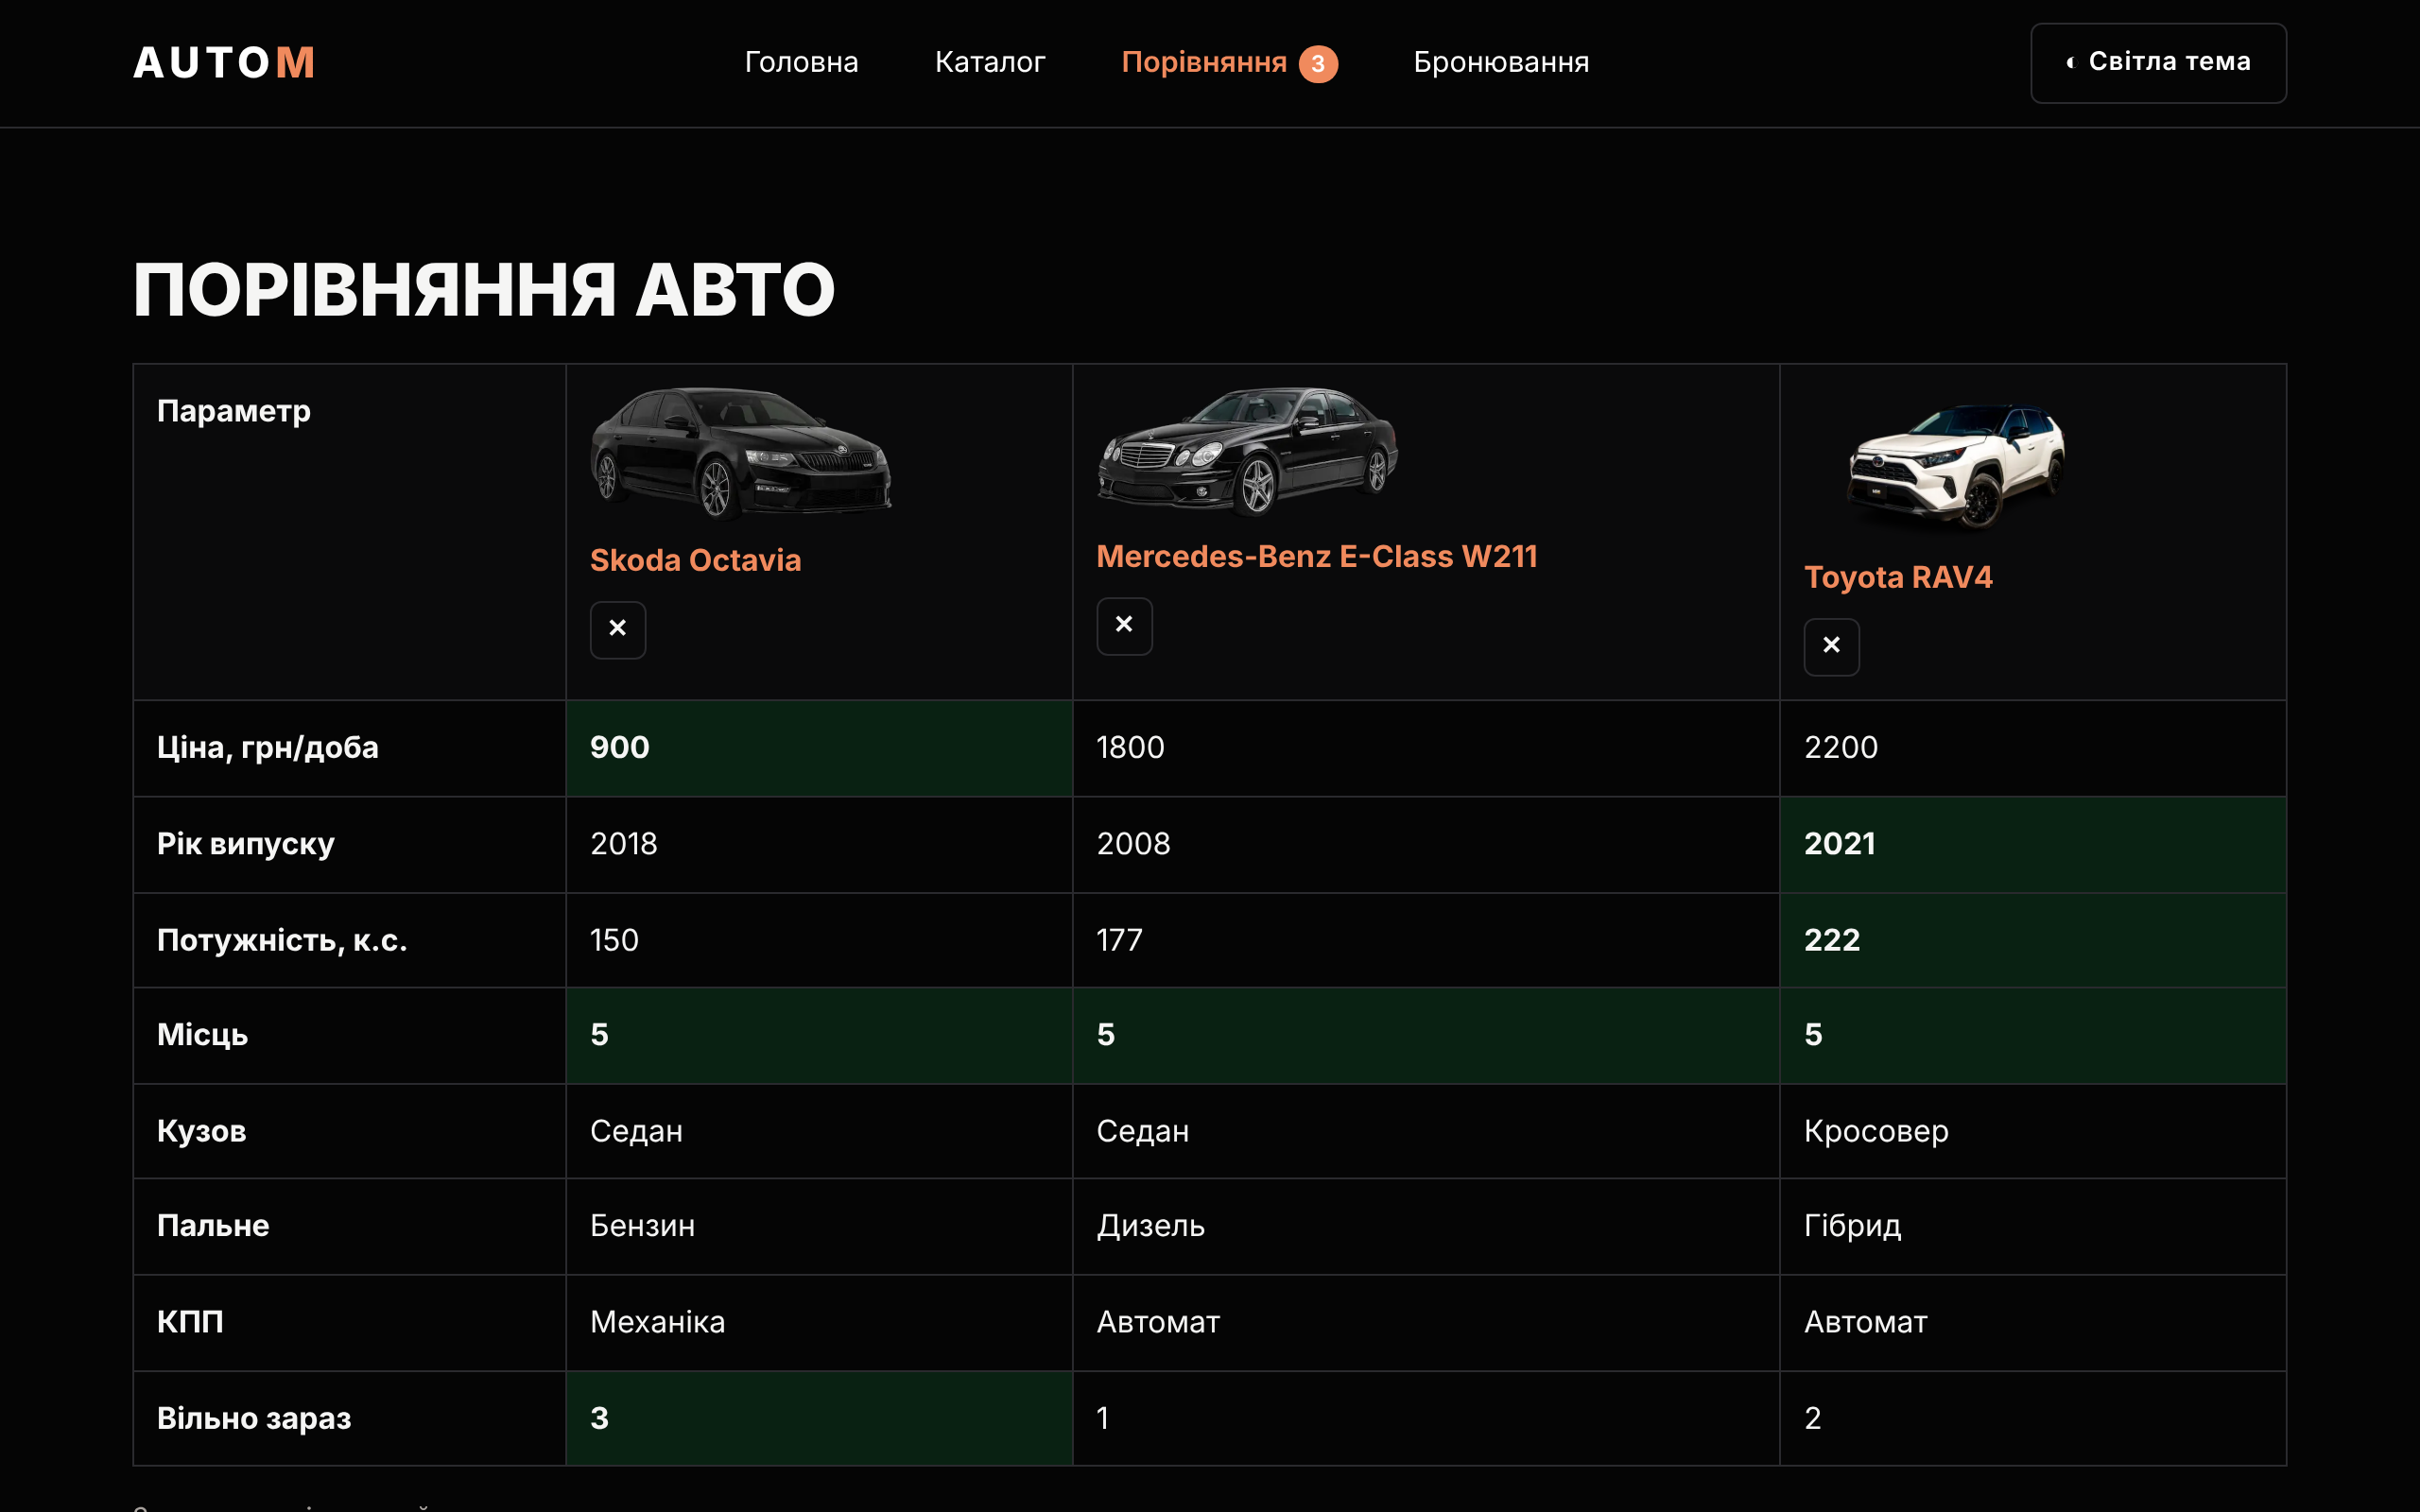 AUTOM
Головна Каталог Порівняння 3 Бронювання
Світла тема
ПОРІВНЯННЯ АВТО
Параметр Skoda Octavia Mercedes-Benz E-Class W211 Toyota RAV4
Ціна, грн/доба 900 1800 2200
Рік випуску 2018 2008 2021
Потужність, к.с. 150 177 222
Місць 5 5 5
Кузов Седан Седан Кросовер
Пальне Бензин Дизель Гібрид
КПП Механіка Автомат Автомат
Вільно зараз 3 1 2